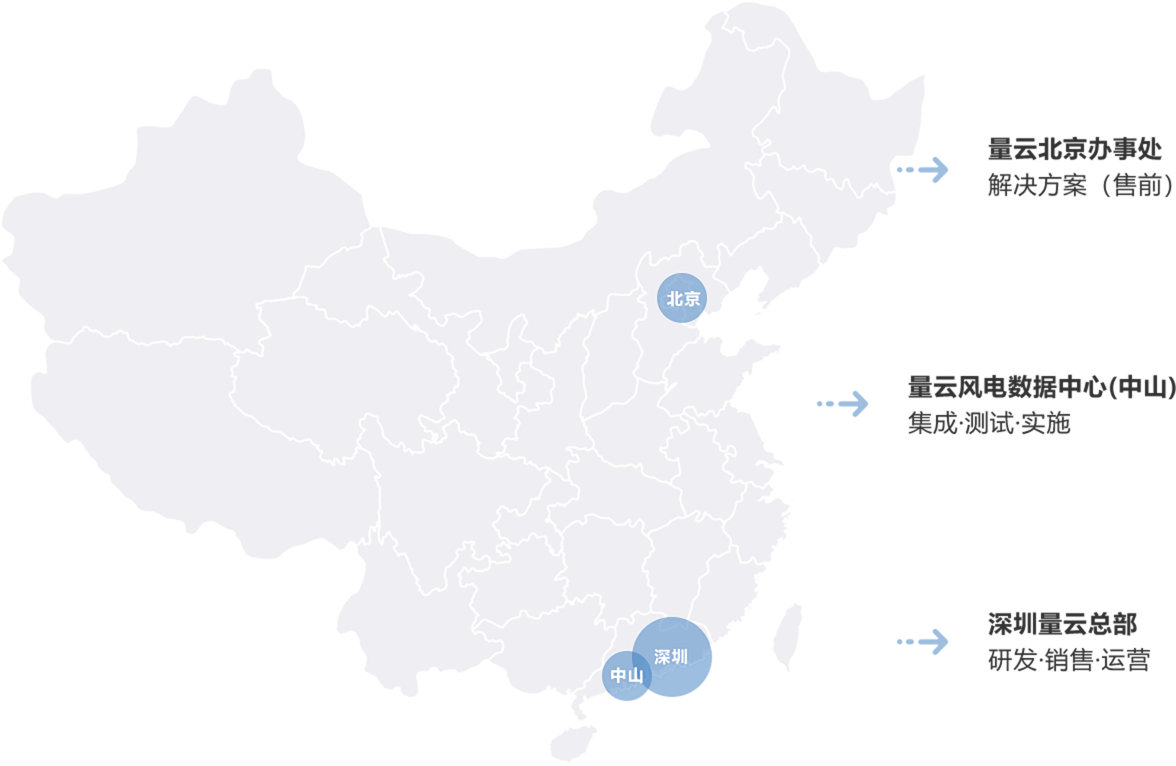 量云北京办事处
解决方案（售前）
北京
量云风电数据中心(中山)
集成·测试·实施
深圳量云总部
研发·销售·运营
深圳
中山